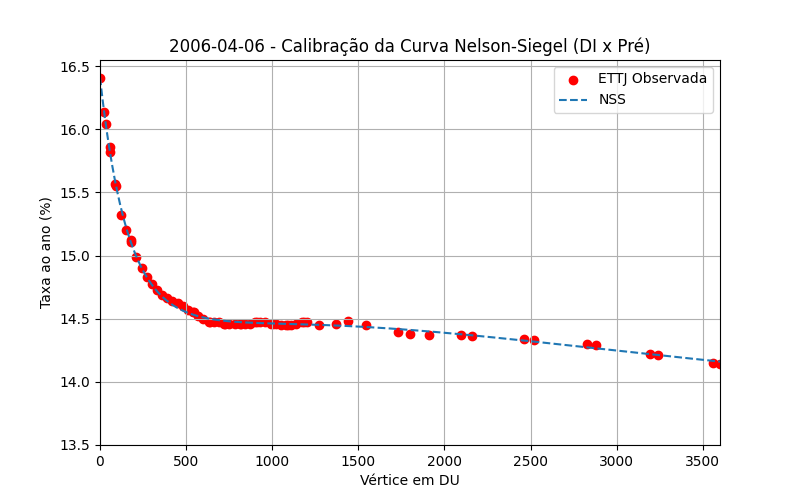 2006-04-06 - Calibração da Curva Nelson-Siegel (DI x Pré)
ETTJ Observada
NSS
Taxa ao ano (%)
16.5
16.0
15.5
15.0
14.5
14.0
13.5
0 500 1000 1500 2000 2500 3000 3500
Vértice em DU